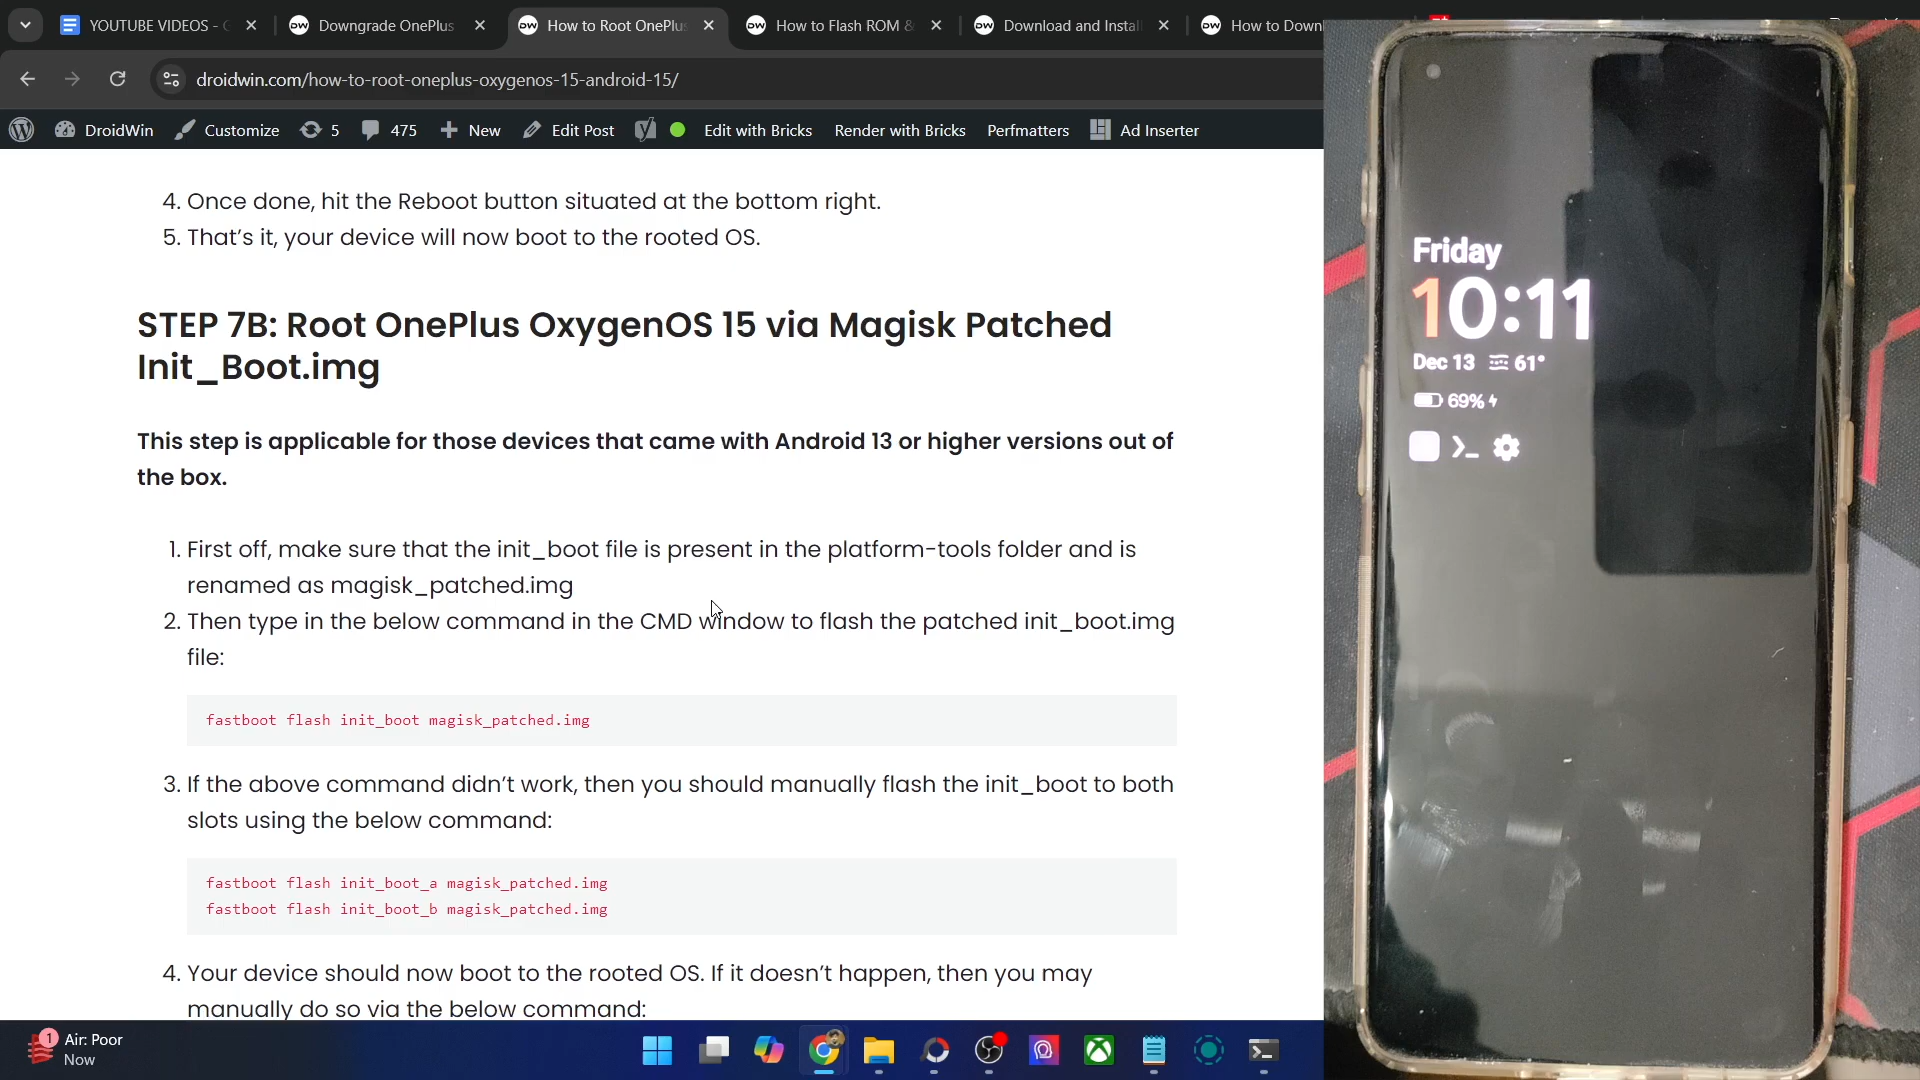 YOUTUBE VIDEOS - G
Downgrade OnePlus
How to Root OnePlus
How to Flash ROM &
Download and Install
How to Down
droidwin.com/how-to-root-oneplus-oxygenos-15-android-15/
DroidWin
Customize
5
475
New
Edit Post
Edit with Bricks
Render with Bricks
Perfmatters
Ad Inserter
4. Once done, hit the Reboot button situated at the bottom right.
5. That's it, your device will now boot to the rooted OS.
STEP 7B: Root OnePlus OxygenOS 15 via Magisk Patched
Init_Boot.img
This step is applicable for those devices that came with Android 13 or higher versions out of
the box.
1. First off, make sure that the init_boot file is present in the platform-tools folder and is
renamed as magisk_patched.img
2. Then type in the below command in the CMD window to flash the patched init_boot.img
file:
fastboot flash init_boot magisk_patched.img
3. If the above command didn't work, then you should manually flash the init_boot to both
slots using the below command:
fastboot flash init_boot_a magisk_patched.img
fastboot flash init_boot_b magisk_patched.img
4. Your device should now boot to the rooted OS. If it doesn't happen, then you may
manually do so via the below command:
1
Air: Poor
Now
Friday
10:11
Dec 13 61°
69%